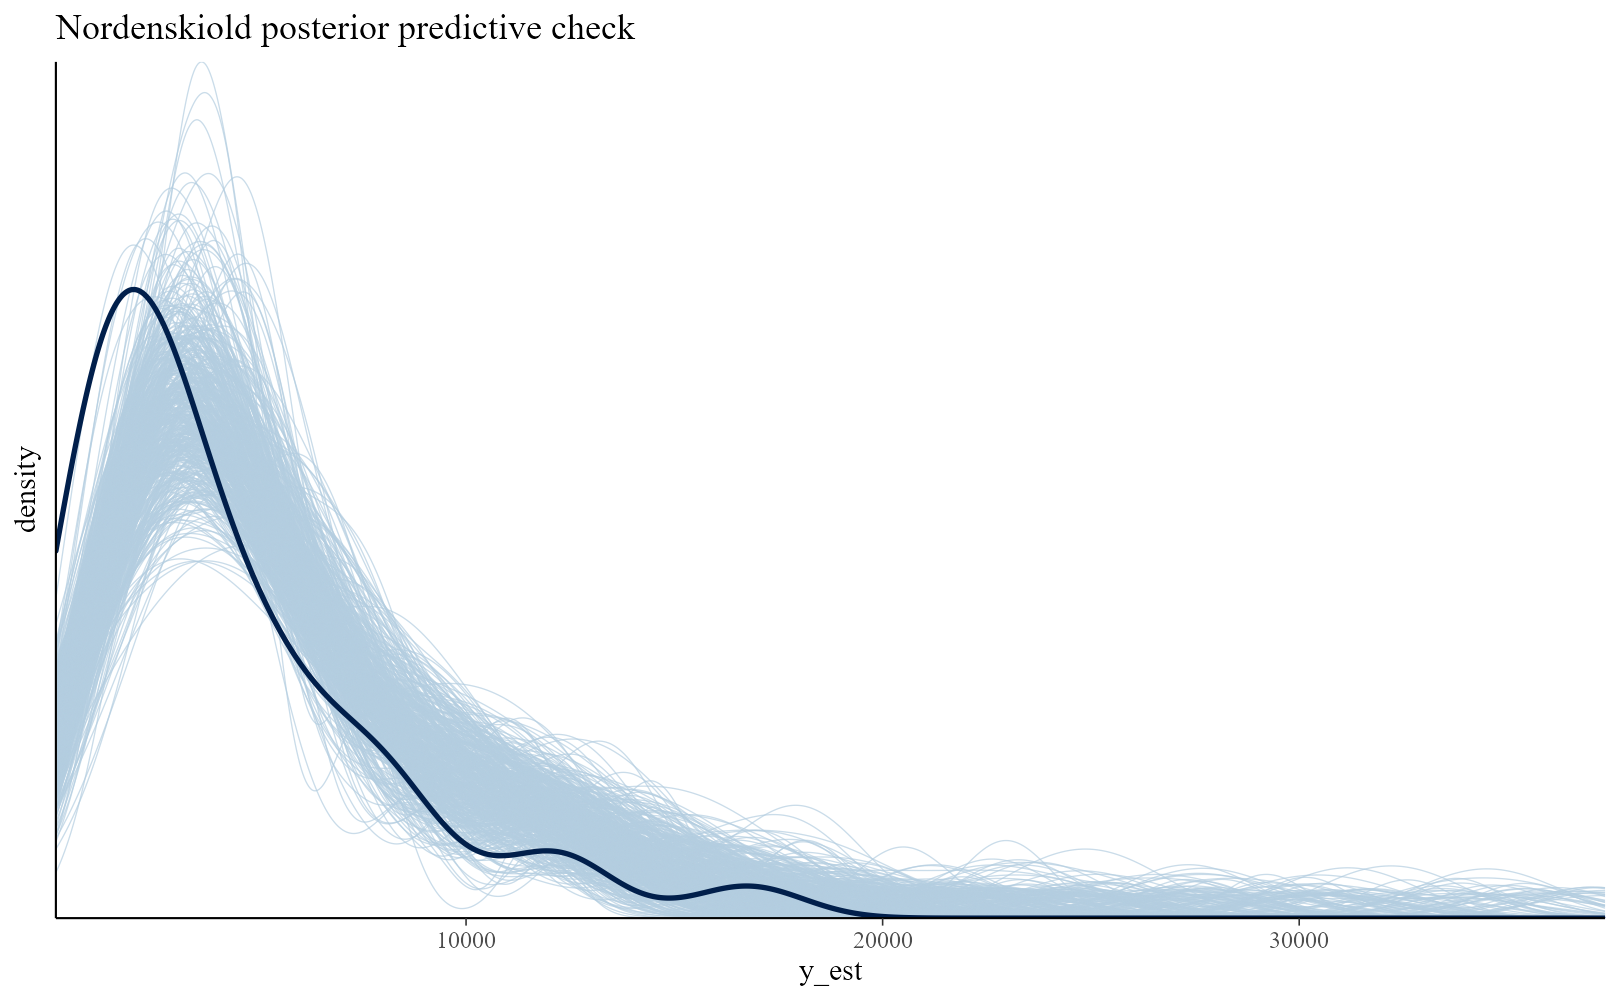 Nordenskiold posterior predictive check
density
10000
20000
30000
y_est